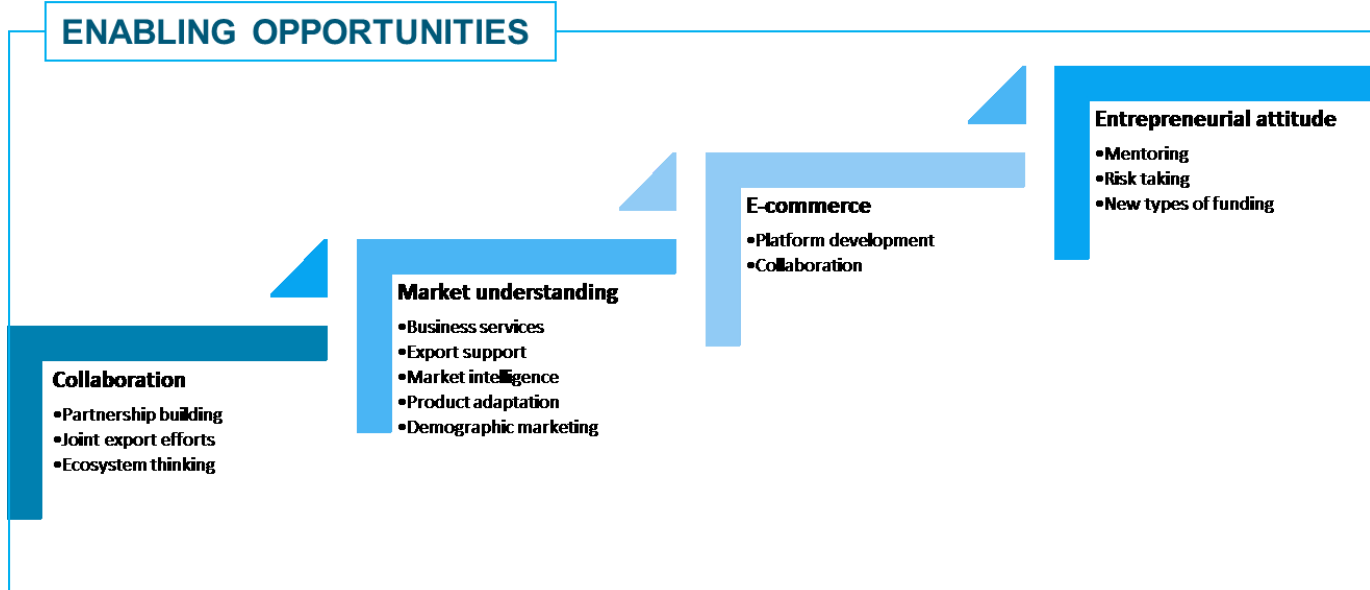 ENABLING OPPORTUNITIES
Collaboration
•Partnership building
•Joint export efforts
•Ecosystem thinking
Market understanding
•Business services
•Export support
•Market intelligence
•Product adaptation
•Demographic marketing
E-commerce
•Platform development
•Collaboration
Entrepreneurial attitude
•Mentoring
•Risk taking
•New types of funding